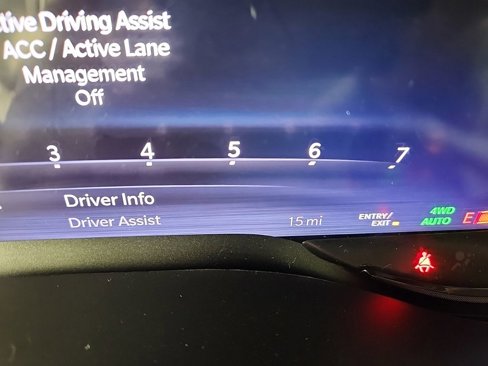 tive Driving Assist
ACC / Active Lane
Management
Off
3 4 5 6 7
Driver Info
Driver Assist
15 mi
ENTRY/
EXIT
4WD
AUTO
E